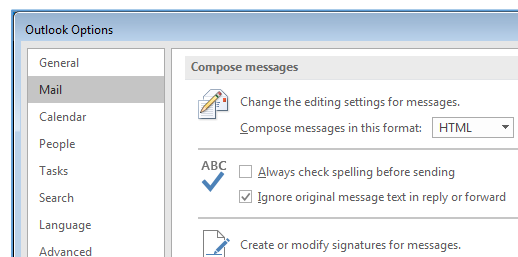 Outlook Options
General
Mail
Calendar
People
Tasks
Search
Language
Advanced
Compose messages
Change the editing settings for messages.
Compose messages in this format: HTML
ABC
Always check spelling before sending
Ignore original message text in reply or forward
Create or modify signatures for messages.